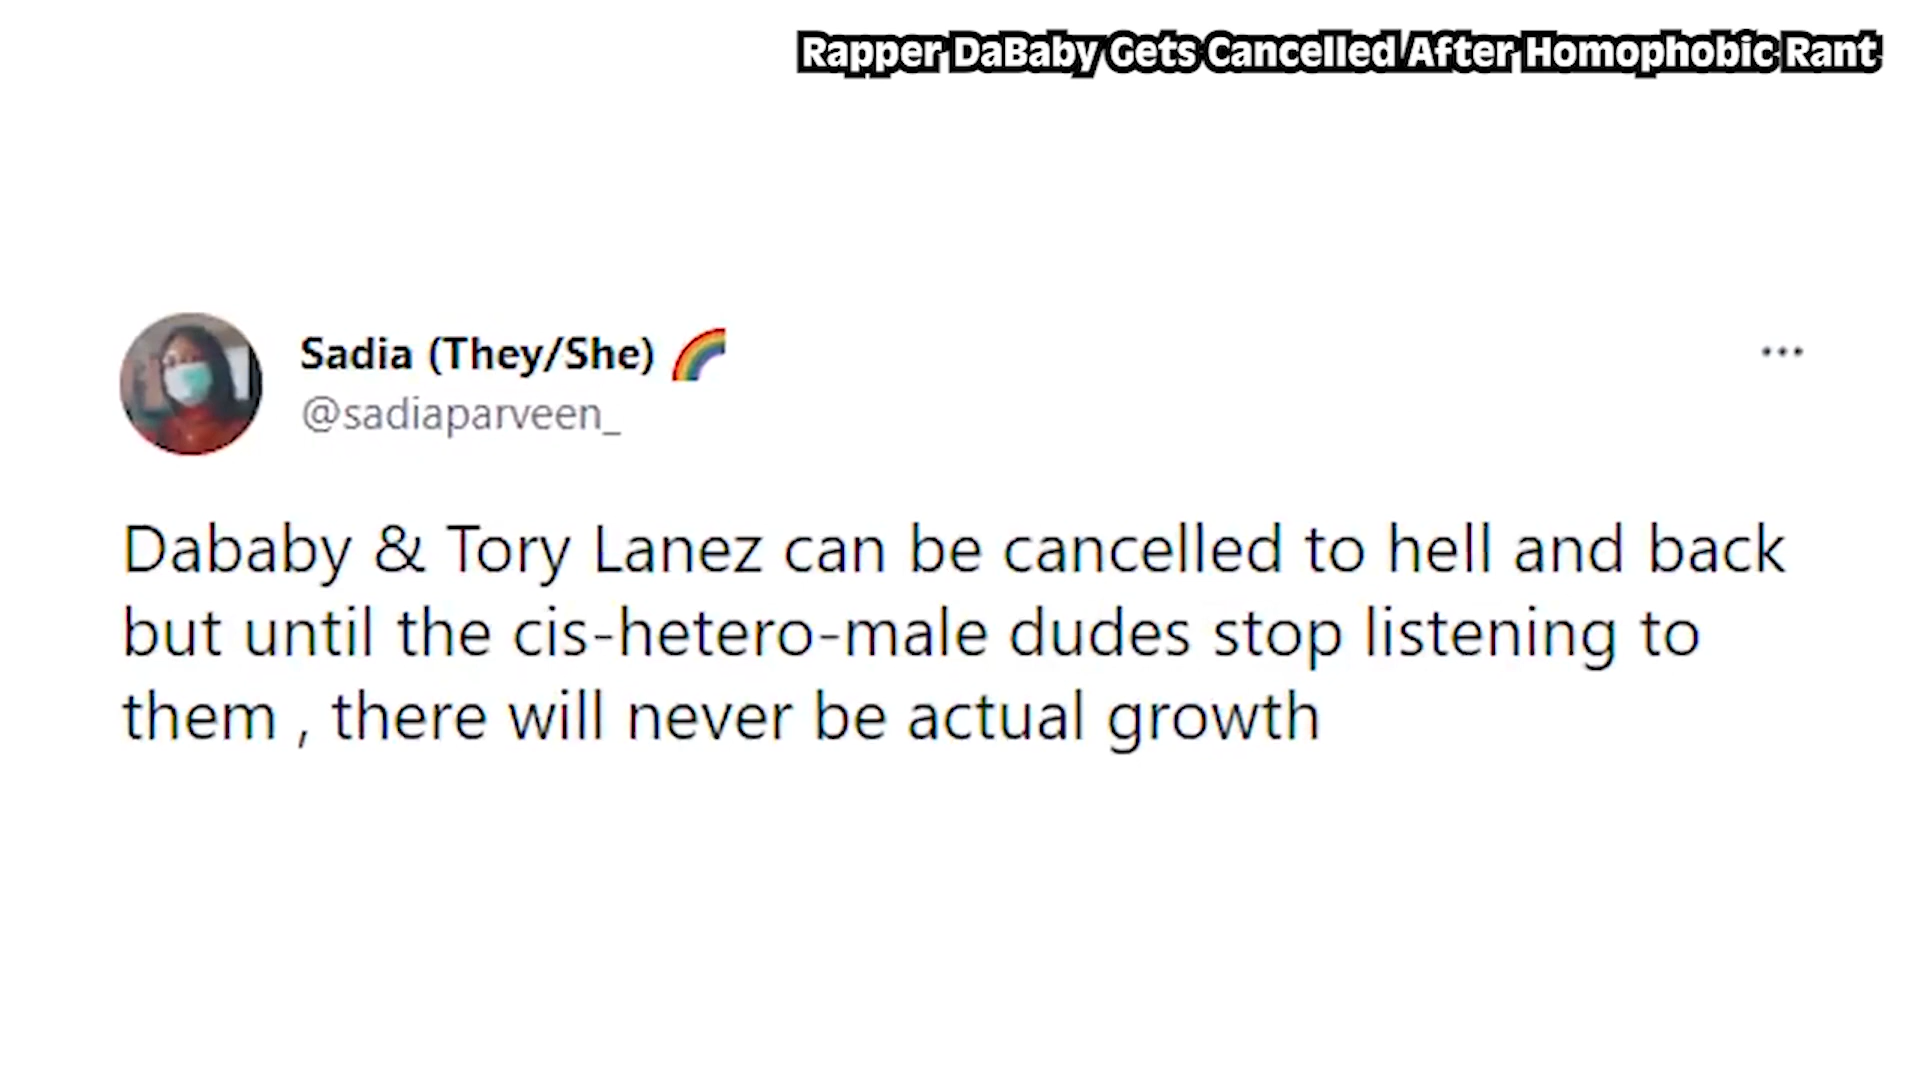 Rapper DaBaby Gets Cancelled After Homophobic Rant
Sadia (They/She) 🌈
@sadiaparveen_
Dababy & Tory Lanez can be cancelled to hell and back
but until the cis-hetero-male dudes stop listening to
them , there will never be actual growth